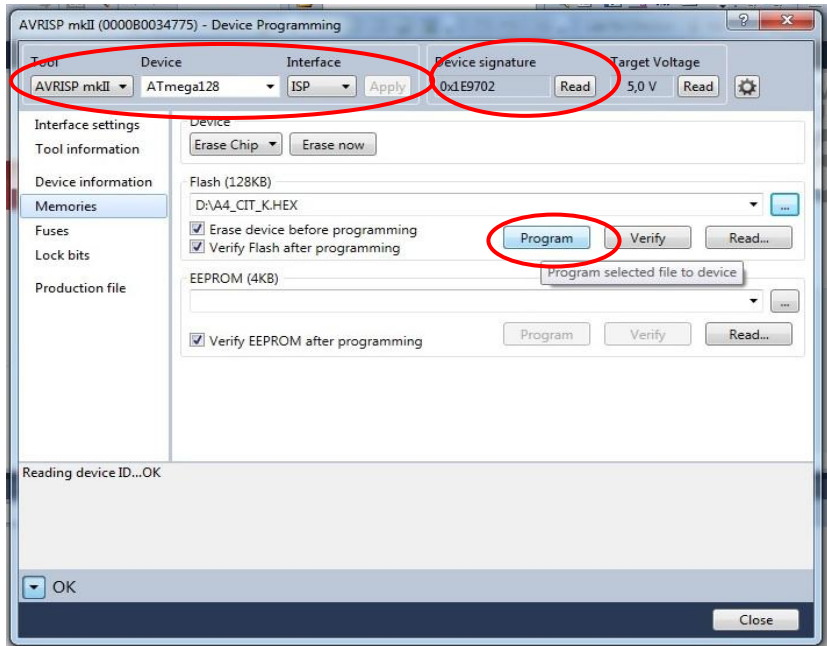 AVRISP mkII (0000B0034775) - Device Programming
Tool Device Interface Device signature Target Voltage
AVRISP mkII ATmega128 ISP Apply 0x1E9702 Read 5,0 V Read
Interface settings
Tool information
Device information
Memories
Fuses
Lock bits
Production file
Device
Erase Chip Erase now
Flash (128KB)
D:\A4_CIT_K.HEX ...
Erase device before programming
Verify Flash after programming
Program Verify Read...
Program selected file to device
EEPROM (4KB)
...
Verify EEPROM after programming
Program Verify Read...
Reading device ID...OK
OK
Close